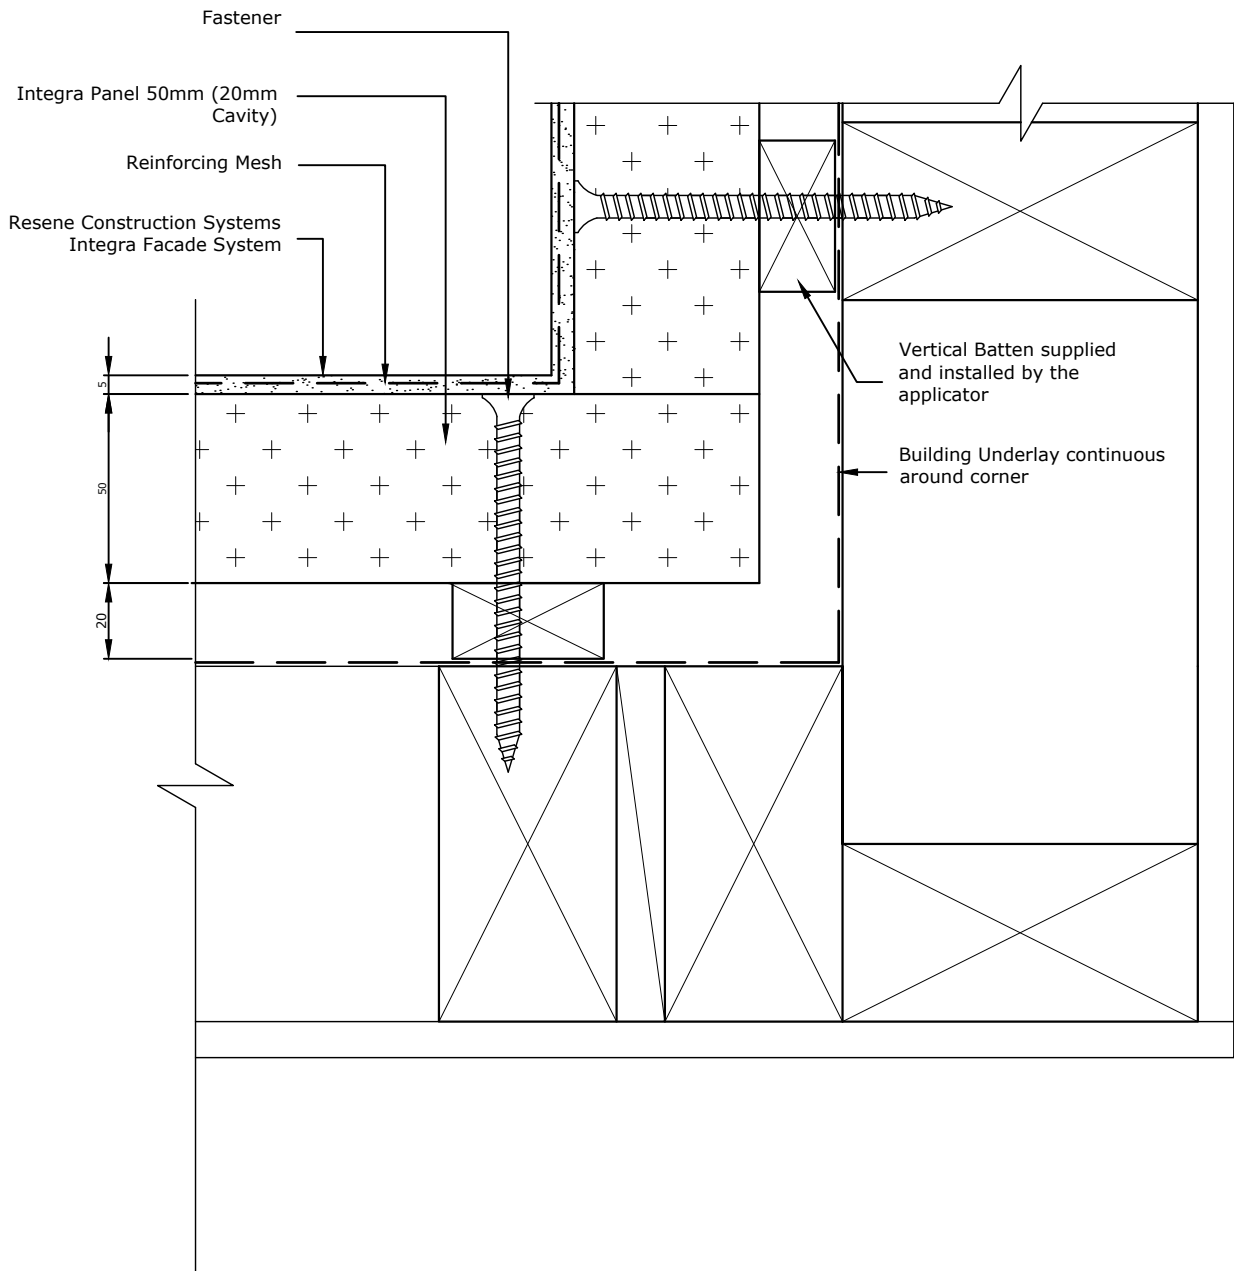 Fastener
Integra Panel 50mm (20mm
Cavity)
Reinforcing Mesh
Resene Construction Systems
Integra Facade System
5
50
20
Vertical Batten supplied
and installed by the
applicator
Building Underlay continuous
around corner